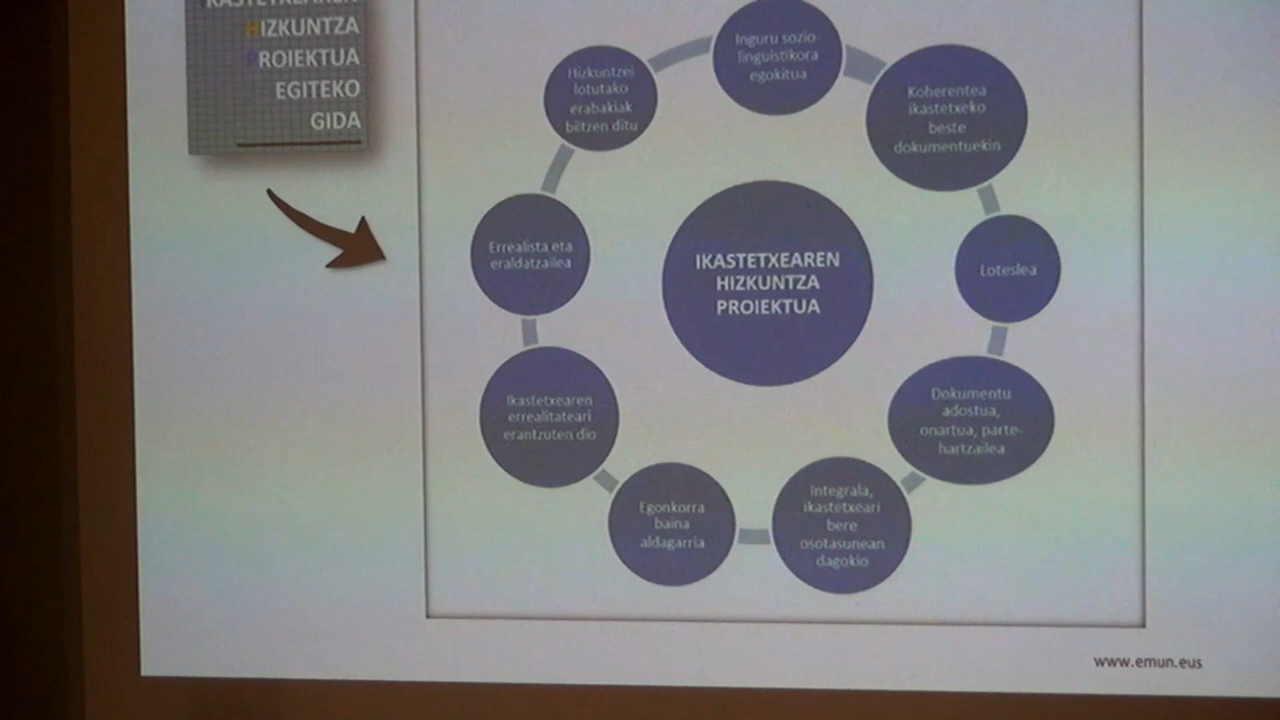 IKASTETXEAREN
HIZKUNTZA
PROIEKTUA
EGITEKO
GIDA
Inguru sozio-
linguistikora
egokitua
Koherentea
ikastetxeko
beste
dokumentuekin
Loteslea
Dokumentu
adostua,
onartua, parte-
hartzailea
Integrala,
ikastetxeari
bere
osotasunean
dagokio
Egonkorra
baina
aldagarria
Ikastetxearen
errealitateari
erantzuten dio
Errealista eta
eraldatzailea
Hizkuntzei
lotutako
erabakiak
biltzen ditu
IKASTETXEAREN
HIZKUNTZA
PROIEKTUA
www.emun.eus